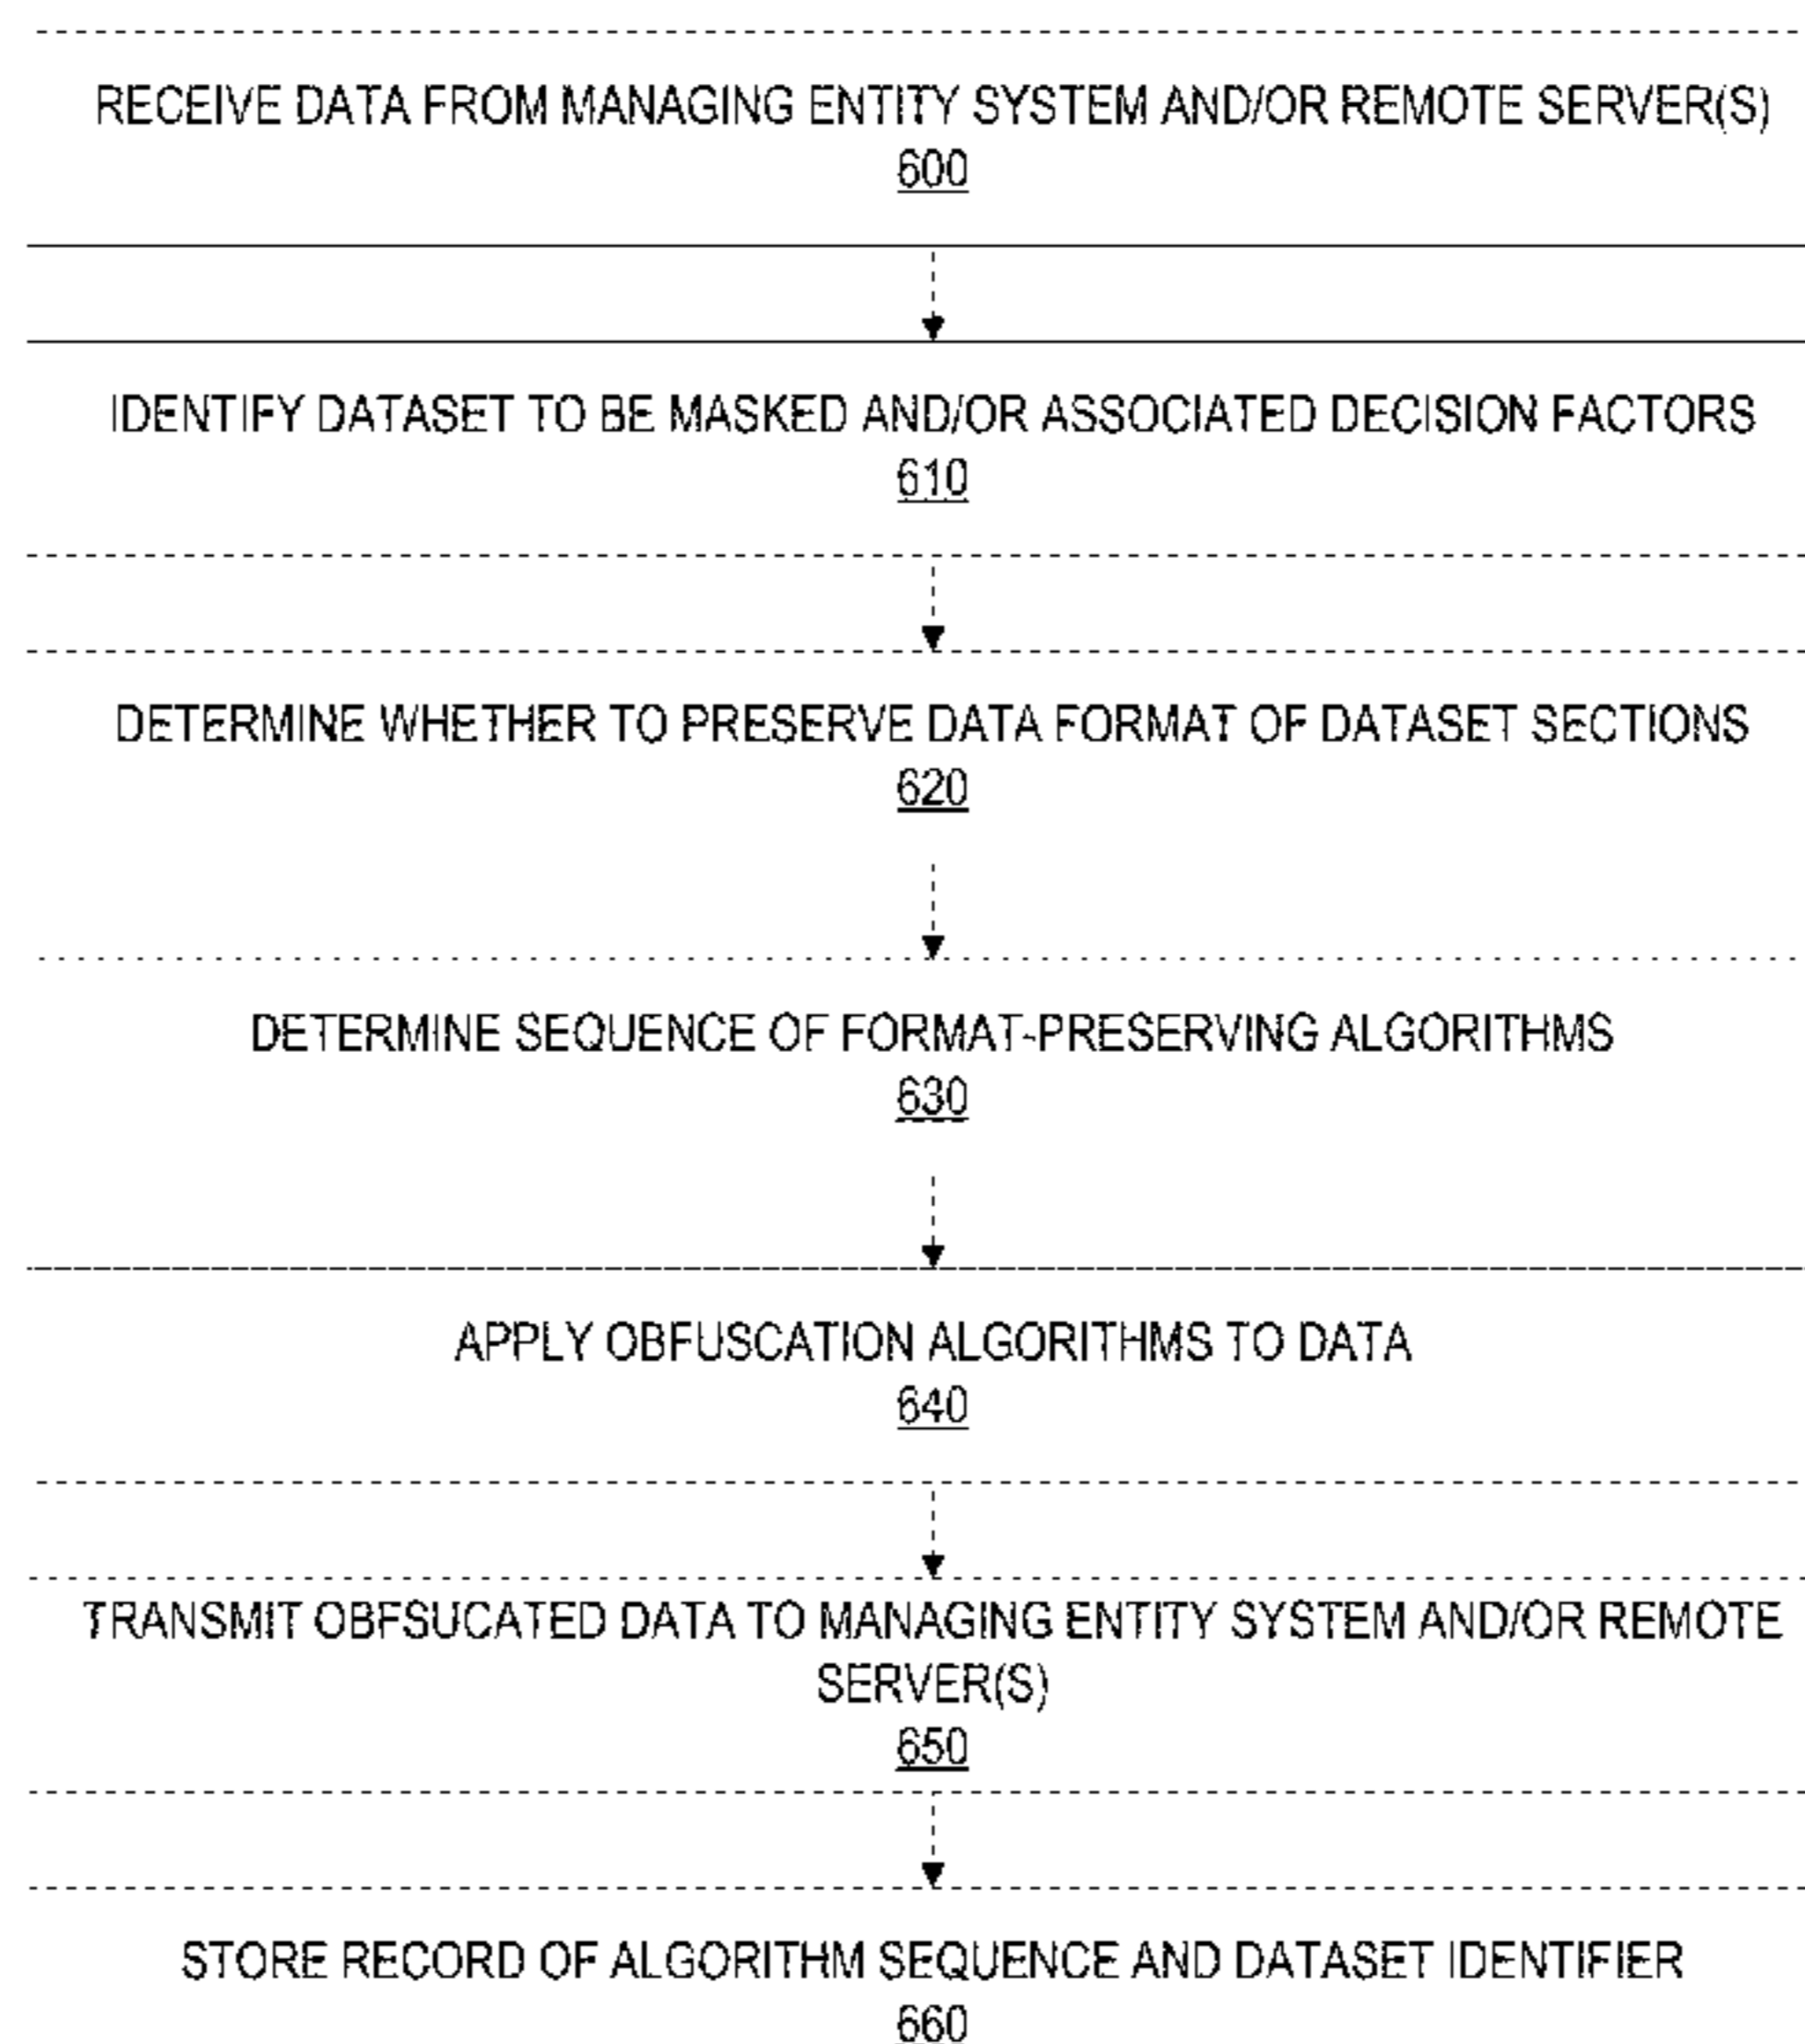 RECEIVE DATA FROM MANAGING ENTITY SYSTEM AND/OR REMOTE SERVER(S)
600
IDENTIFY DATASET TO BE MASKED AND/OR ASSOCIATED DECISION FACTORS
610
DETERMINE WHETHER TO PRESERVE DATA FORMAT OF DATASET SECTIONS
620
DETERMINE SEQUENCE OF FORMAT-PRESERVING ALGORITHMS
630
APPLY OBFUSCATION ALGORITHMS TO DATA
640
TRANSMIT OBFSUCATED DATA TO MANAGING ENTITY SYSTEM AND/OR REMOTE
SERVER(S)
650
STORE RECORD OF ALGORITHM SEQUENCE AND DATASET IDENTIFIER
660